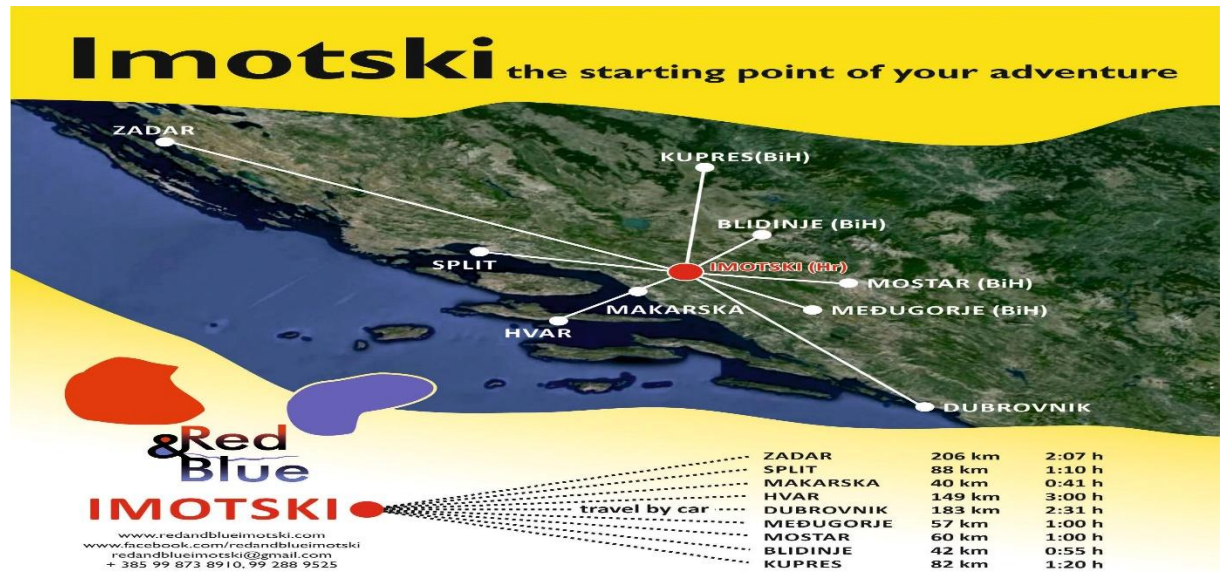 Imotski the starting point of your adventure
ZADAR
KUPRES(BiH)
BLIDINJE (BiH)
SPLIT
IMOTSKI (Hr)
MOSTAR (BiH)
MAKARSKA
MEĐUGORJE (BiH)
HVAR
DUBROVNIK
Red
& Blue
IMOTSKI
www.redandblueimotski.com
www.facebook.com/redandblueimotski
redandblueimotski@gmail.com
+ 385 99 873 8910, 99 288 9525
travel by car
ZADAR 206 km 2:07 h
SPLIT 88 km 1:10 h
MAKARSKA 40 km 0:41 h
HVAR 149 km 3:00 h
DUBROVNIK 183 km 2:31 h
MEĐUGORJE 57 km 1:00 h
MOSTAR 60 km 1:00 h
BLIDINJE 42 km 0:55 h
KUPRES 82 km 1:20 h